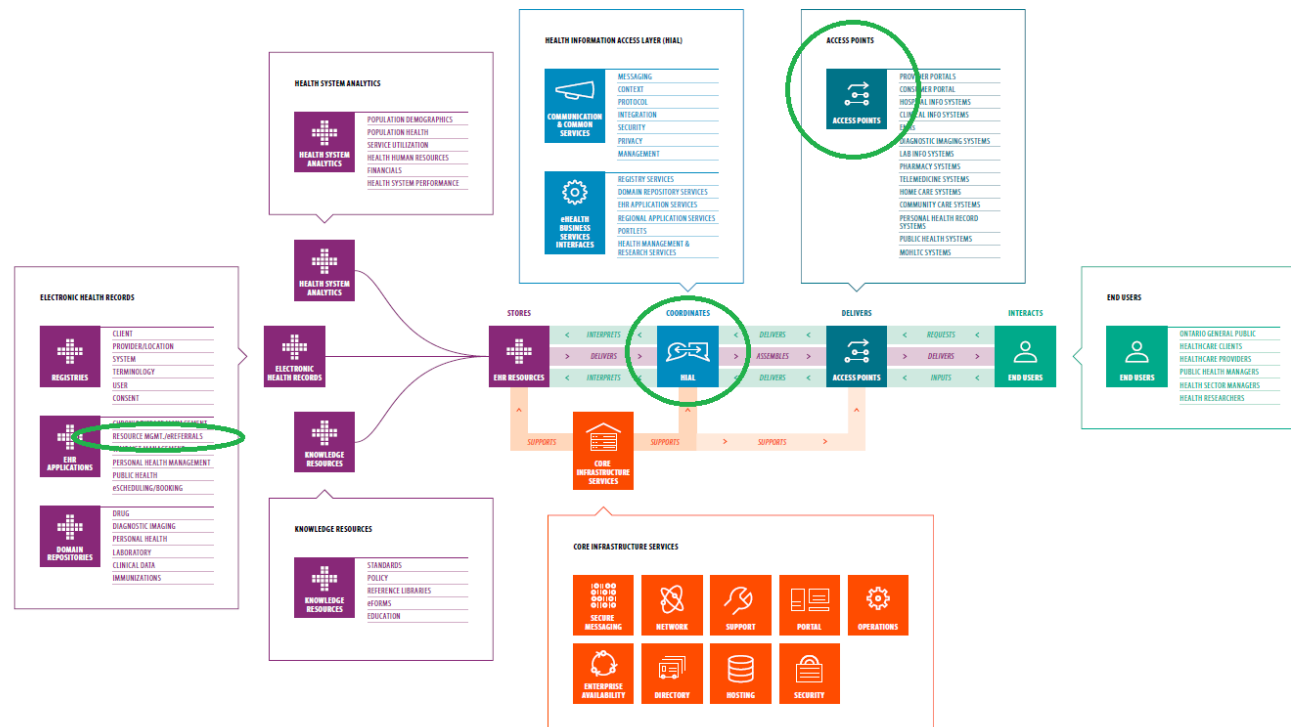 HEALTH INFORMATION ACCESS LAYER (HIAL)
COMMUNICATION
& COMMON
SERVICES
MESSAGING
CONTEXT
PROTOCOL
INTEGRATION
SECURITY
PRIVACY
MANAGEMENT
eHEALTH
BUSINESS
SERVICES
INTERFACES
REGISTRY SERVICES
DOMAIN REPOSITORY SERVICES
EHR APPLICATION SERVICES
REGIONAL APPLICATION SERVICES
PORTLETS
HEALTH MANAGEMENT &
RESEARCH SERVICES
ACCESS POINTS
ACCESS POINTS
PROVIDER PORTALS
CONSUMER PORTAL
HOSPITAL INFO SYSTEMS
CLINICAL INFO SYSTEMS
EMRS
DIAGNOSTIC IMAGING SYSTEMS
LAB INFO SYSTEMS
PHARMACY SYSTEMS
TELEMEDICINE SYSTEMS
HOME CARE SYSTEMS
COMMUNITY CARE SYSTEMS
PERSONAL HEALTH RECORD
SYSTEMS
PUBLIC HEALTH SYSTEMS
MOHLTC SYSTEMS
HEALTH SYSTEM ANALYTICS
HEALTH SYSTEM
ANALYTICS
POPULATION DEMOGRAPHICS
POPULATION HEALTH
SERVICE UTILIZATION
HEALTH HUMAN RESOURCES
FINANCIALS
HEALTH SYSTEM PERFORMANCE
HEALTH SYSTEM
ANALYTICS
ELECTRONIC HEALTH RECORDS
REGISTRIES
CLIENT
PROVIDER/LOCATION
SYSTEM
TERMINOLOGY
USER
CONSENT
EHR
APPLICATIONS
RESOURCE MGMT./eREFERRALS
PERSONAL HEALTH MANAGEMENT
PUBLIC HEALTH
eSCHEDULING/BOOKING
DOMAIN
REPOSITORIES
DRUG
DIAGNOSTIC IMAGING
PERSONAL HEALTH
LABORATORY
CLINICAL DATA
IMMUNIZATIONS
ELECTRONIC
HEALTH RECORDS
KNOWLEDGE
RESOURCES
STORES
EHR RESOURCES
< INTERPRETS <
> DELIVERS >
< INTERPRETS <
COORDINATES
HIAL
< DELIVERS <
> ASSEMBLES >
< DELIVERS <
DELIVERS
ACCESS POINTS
< REQUESTS <
> DELIVERS >
< INPUTS <
INTERACTS
END USERS
END USERS
END USERS
ONTARIO GENERAL PUBLIC
HEALTHCARE CLIENTS
HEALTHCARE PROVIDERS
PUBLIC HEALTH MANAGERS
HEALTH SECTOR MANAGERS
HEALTH RESEARCHERS
SUPPORTS
SUPPORTS > SUPPORTS >
CORE
INFRASTRUCTURE
SERVICES
KNOWLEDGE RESOURCES
KNOWLEDGE
RESOURCES
STANDARDS
POLICY
REFERENCE LIBRARIES
eFORMS
EDUCATION
CORE INFRASTRUCTURE SERVICES
SECURE
MESSAGING
NETWORK
SUPPORT
PORTAL
OPERATIONS
ENTERPRISE
AVAILABILITY
DIRECTORY
HOSTING
SECURITY